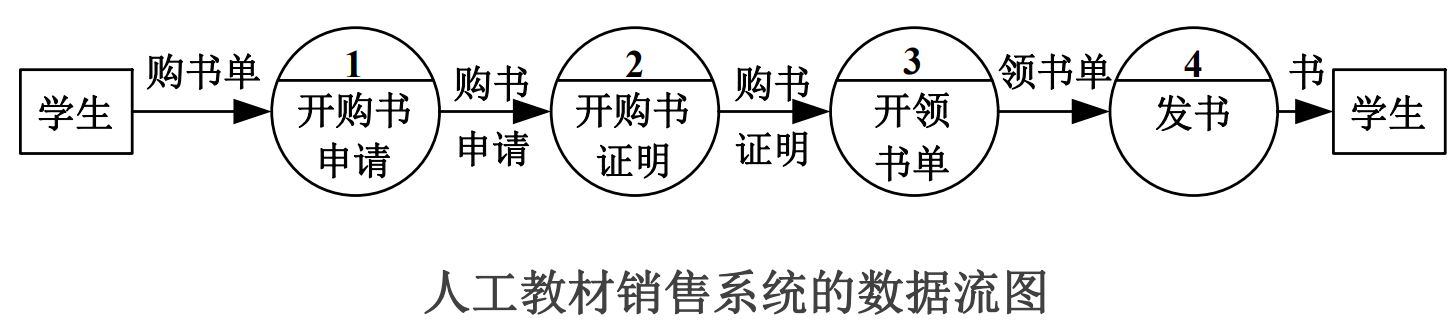 学生
购书单
1
开购书
申请
购书
申请
2
开购书
证明
购书
证明
3
开领
书单
领书单
4
发书
书
学生
人工教材销售系统的数据流图